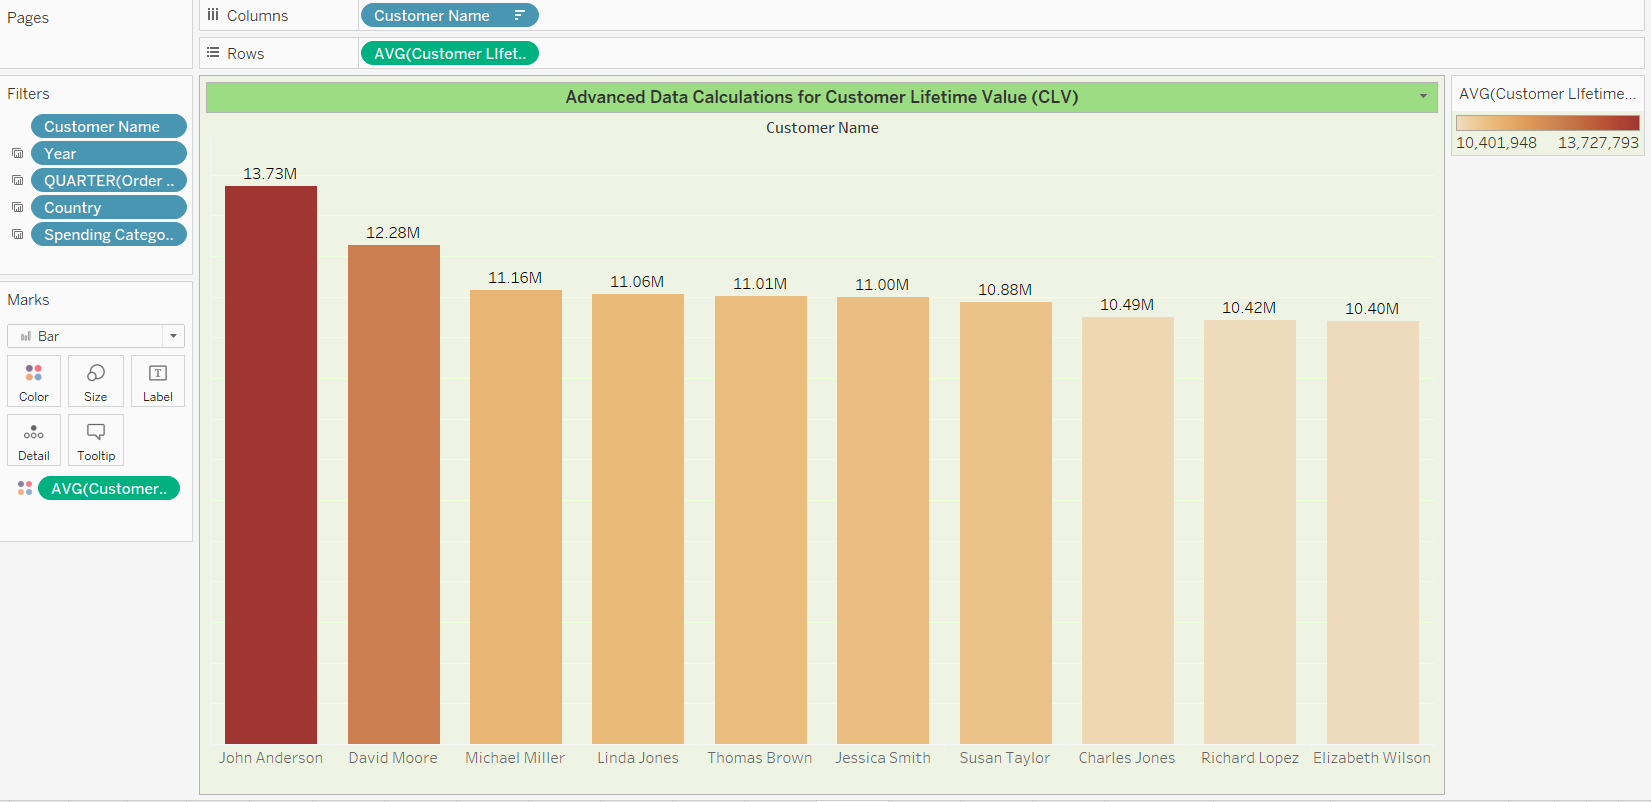 Pages
Columns
Customer Name
Rows
AVG(Customer LIfet..
Filters
Customer Name
Year
QUARTER(Order ..
Country
Spending Catego..
Marks
Bar
Color
Size
T
Label
Detail
Tooltip
AVG(Customer..
Advanced Data Calculations for Customer Lifetime Value (CLV)
Customer Name
13.73M
12.28M
11.16M
11.06M
11.01M
11.00M
10.88M
10.49M
10.42M
10.40M
John Anderson
David Moore
Michael Miller
Linda Jones
Thomas Brown
Jessica Smith
Susan Taylor
Charles Jones
Richard Lopez
Elizabeth Wilson
AVG(Customer LIfetime...
10,401,948 13,727,793